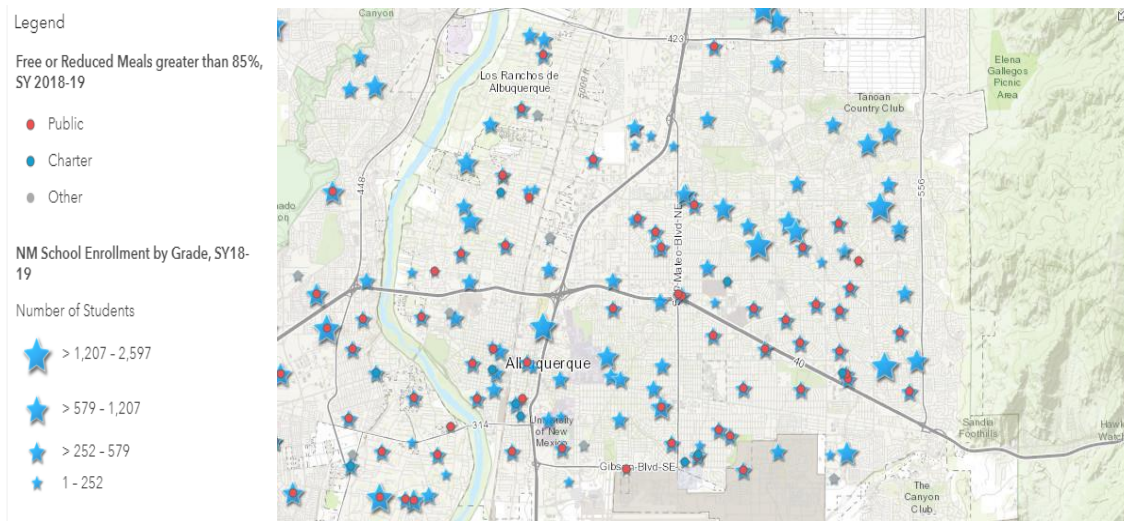 Legend
Free or Reduced Meals greater than 85%,
SY 2018-19
Public
Charter
Other
NM School Enrollment by Grade, SY18-
19
Number of Students
> 1,207 - 2,597
> 579 - 1,207
> 252 - 579
1 - 252
Canyon
423
Los Ranchos de
Albuquerque
5000 ft
Elena
Gallegos
Picnic
Area
Tanoan
Country Club
448
556
Mateo-Blvd-NE
40
Albuquerque
University
of New
Mexico
314
Gibson-Blvd-SE
Sandia
Foothills
The
Canyon
Club